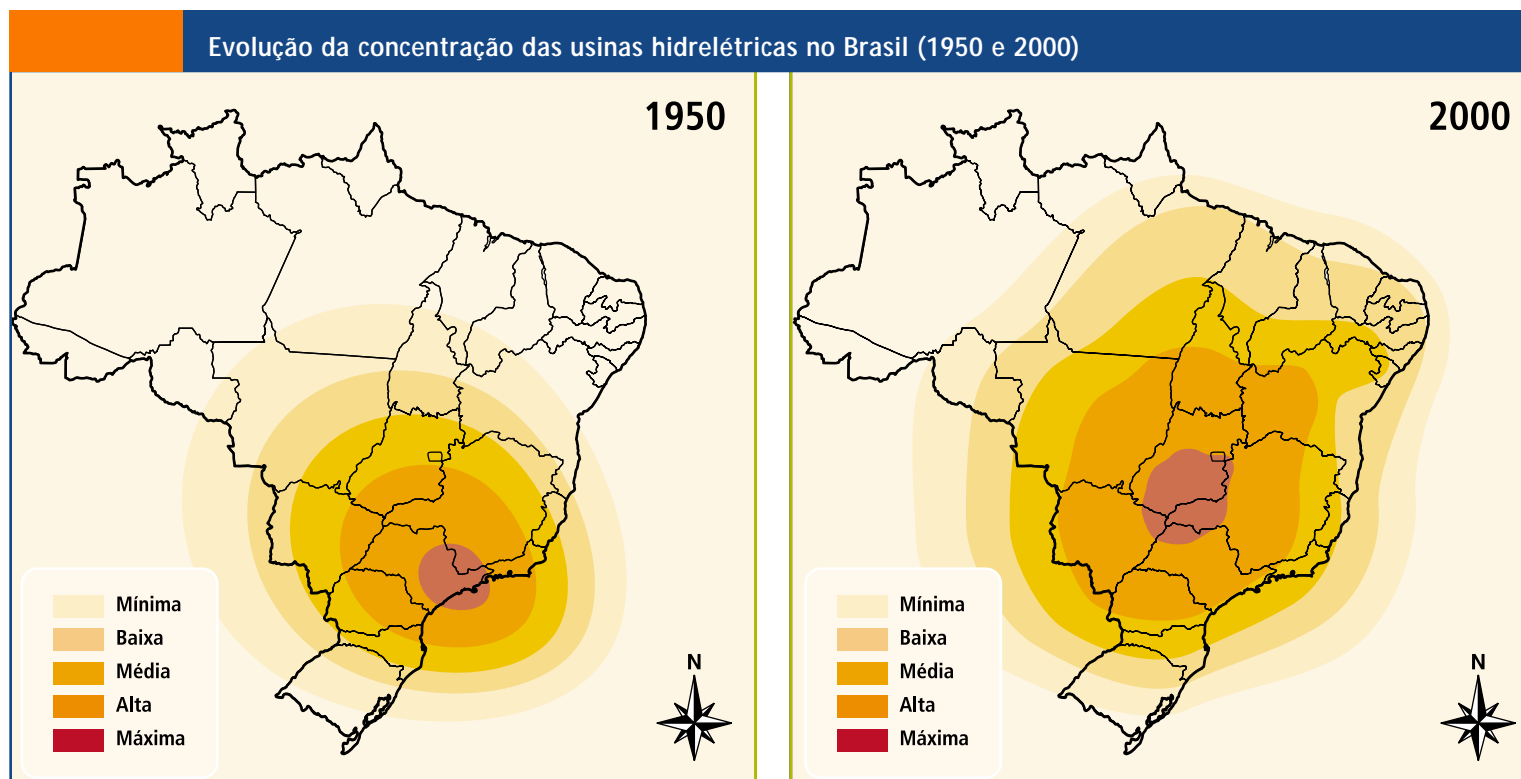 Evolução da concentração das usinas hidrelétricas no Brasil (1950 e 2000)
1950
Mínima
Baixa
Média
Alta
Máxima
N
2000
Mínima
Baixa
Média
Alta
Máxima
N